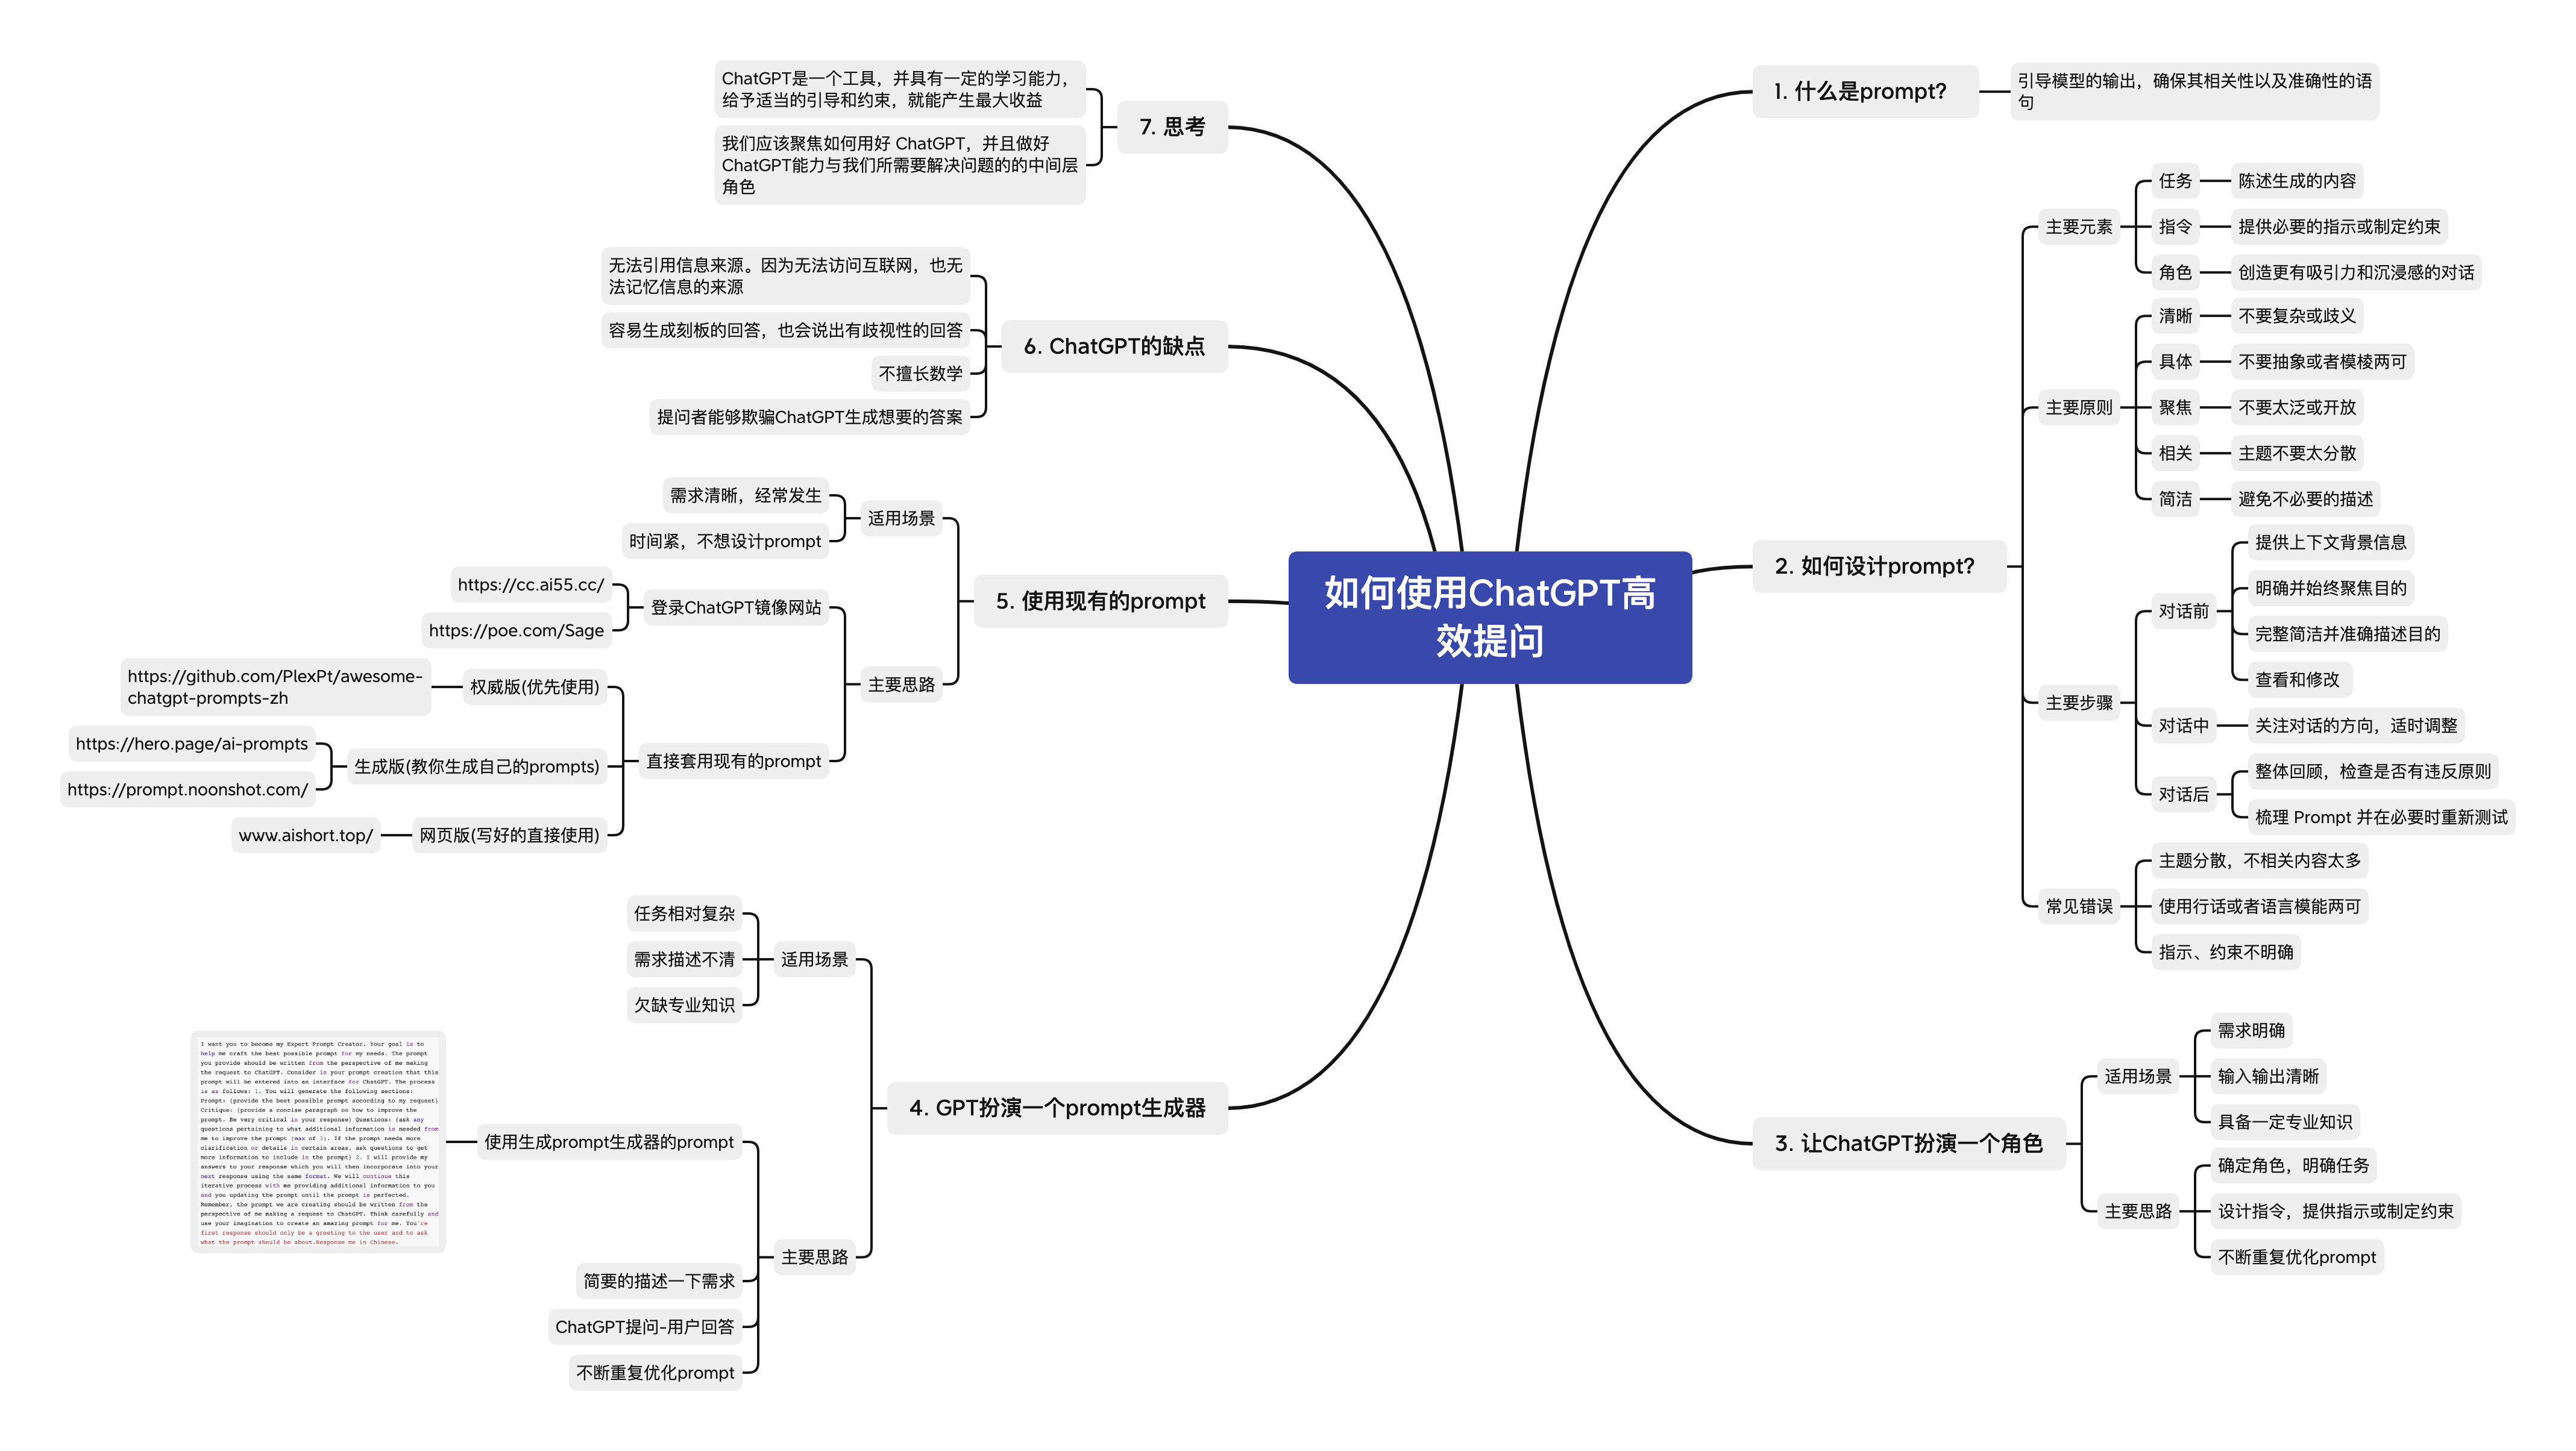 如何使用ChatGPT高
效提问
1. 什么是prompt?
引导模型的输出，确保其相关性以及准确性的语
句
2. 如何设计prompt?
主要元素
任务
陈述生成的内容
指令
提供必要的指示或制定约束
角色
创造更有吸引力和沉浸感的对话
主要原则
清晰
不要复杂或歧义
具体
不要抽象或者模棱两可
聚焦
不要太泛或开放
相关
主题不要太分散
简洁
避免不必要的描述
主要步骤
对话前
提供上下文背景信息
明确并始终聚焦目的
完整简洁并准确描述目的
查看和修改
对话中
关注对话的方向，适时调整
对话后
整体回顾，检查是否有违反原则
梳理 Prompt 并在必要时重新测试
常见错误
主题分散，不相关内容太多
使用行话或者语言模能两可
指示、约束不明确
3. 让ChatGPT扮演一个角色
适用场景
需求明确
输入输出清晰
具备一定专业知识
主要思路
确定角色，明确任务
设计指令，提供指示或制定约束
不断重复优化prompt
4. GPT扮演一个prompt生成器
适用场景
任务相对复杂
需求描述不清
欠缺专业知识
主要思路
使用生成prompt生成器的prompt
I want you to become my Expert Prompt Creator. Your goal is to
help me craft the best possible prompt for my needs. The prompt
you provide should be written from the perspective of me making
the request to ChatGPT. Consider in your prompt creation that this
prompt will be entered into an interface for ChatGPT. The process
is as follows: 1. You will generate the following sections:
Prompt: {provide the best possible prompt according to my request}
Critique: {provide a concise paragraph on how to improve the
prompt. Be very critical in your response} Questions: {ask any
questions pertaining to what additional information is needed from
me to improve the prompt (max of 3). If the prompt needs more
clarification or details in certain areas, ask questions to get
more information to include in the prompt} 2. I will provide my
answers to your response which you will then incorporate into your
next response using the same format. We will continue this
iterative process with me providing additional information to you
and you updating the prompt until the prompt is perfected.
Remember, the prompt we are creating should be written from the
perspective of me making a request to ChatGPT. Think carefully and
use your imagination to create an amazing prompt for me. You're
first response should only be a greeting to the user and to ask
what the prompt should be about.Response me in Chinese.
简要的描述一下需求
ChatGPT提问-用户回答
不断重复优化prompt
5. 使用现有的prompt
适用场景
需求清晰，经常发生
时间紧，不想设计prompt
主要思路
登录ChatGPT镜像网站
https://cc.ai55.cc/
https://poe.com/Sage
直接套用现有的prompt
权威版(优先使用)
https://github.com/PlexPt/awesome-
chatgpt-prompts-zh
生成版(教你生成自己的prompts)
https://hero.page/ai-prompts
https://prompt.noonshot.com/
网页版(写好的直接使用)
www.aishort.top/
6. ChatGPT的缺点
无法引用信息来源。因为无法访问互联网，也无
法记忆信息的来源
容易生成刻板的回答，也会说出有歧视性的回答
不擅长数学
提问者能够欺骗ChatGPT生成想要的答案
7. 思考
ChatGPT是一个工具，并具有一定的学习能力，
给予适当的引导和约束，就能产生最大收益
我们应该聚焦如何用好 ChatGPT，并且做好
ChatGPT能力与我们所需要解决问题的的中间层
角色